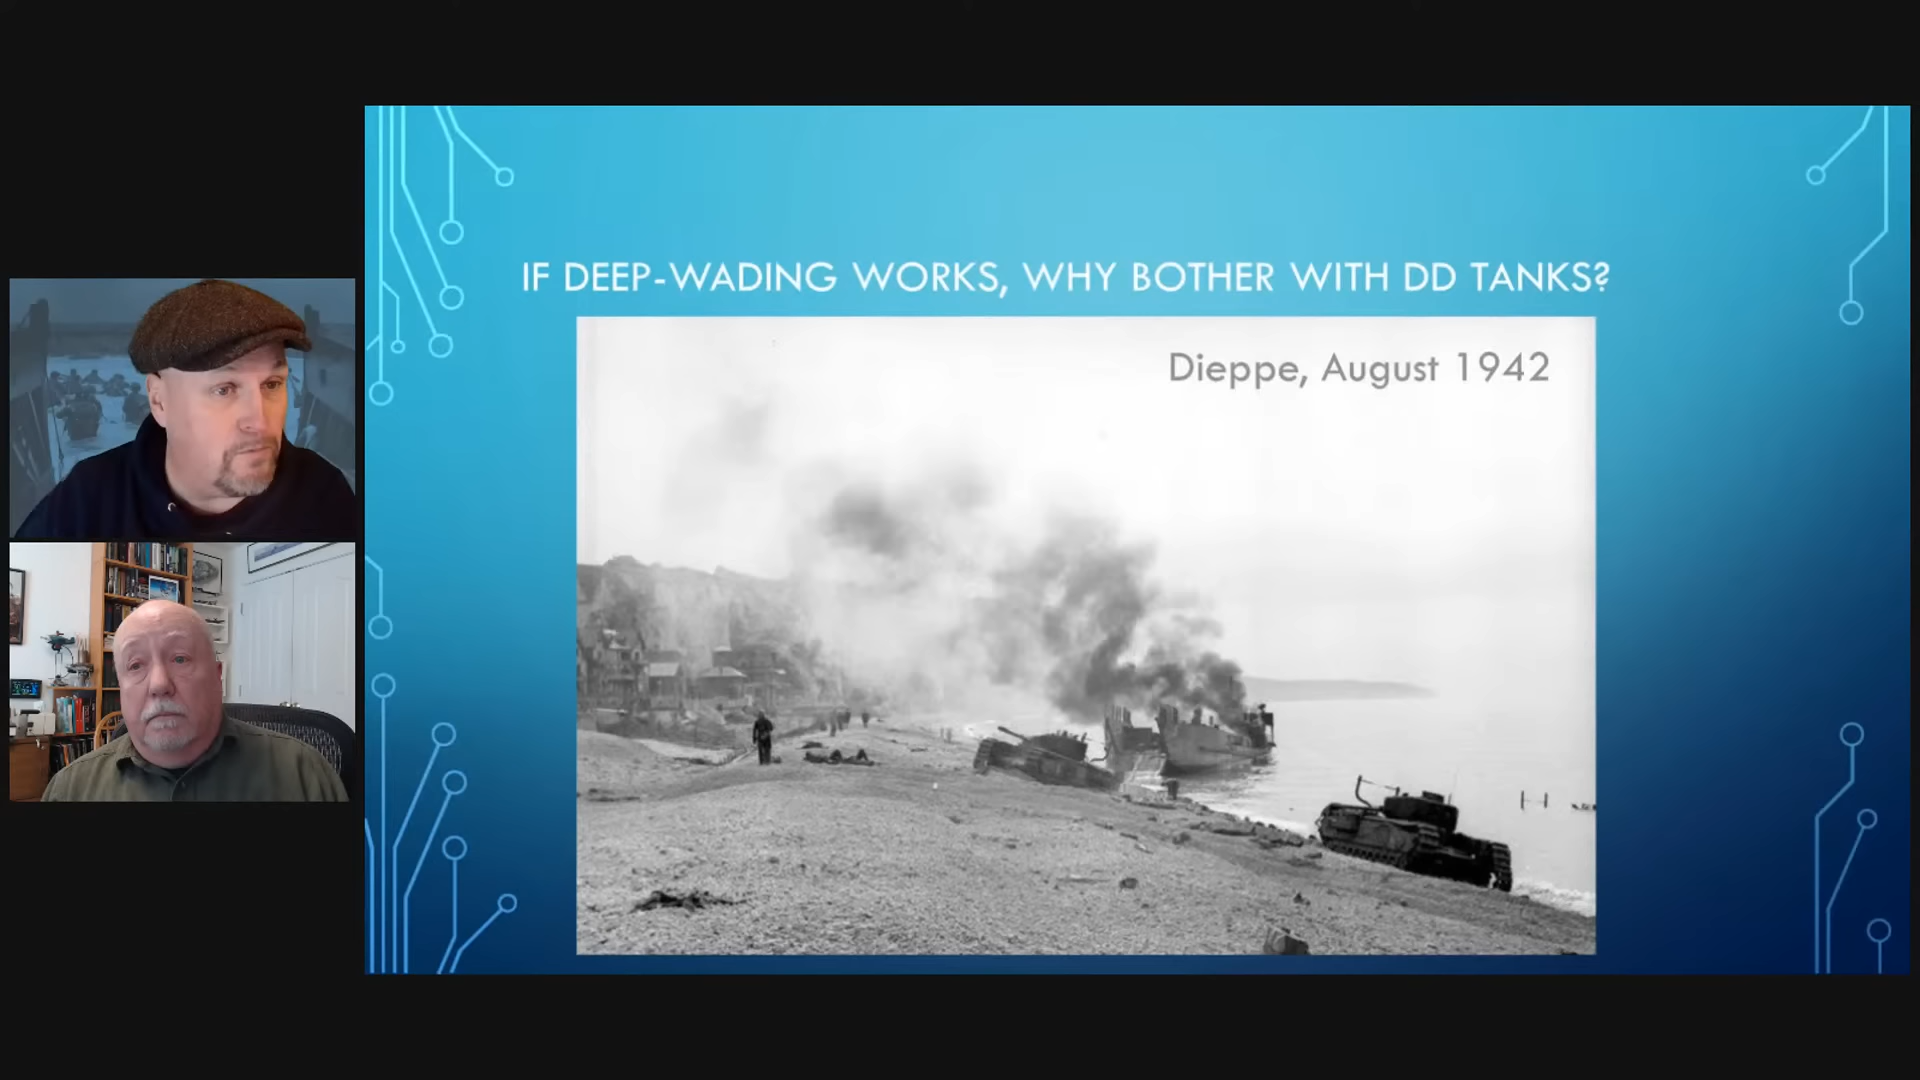 IF DEEP-WADING WORKS, WHY BOTHER WITH DD TANKS?
Dieppe, August 1942